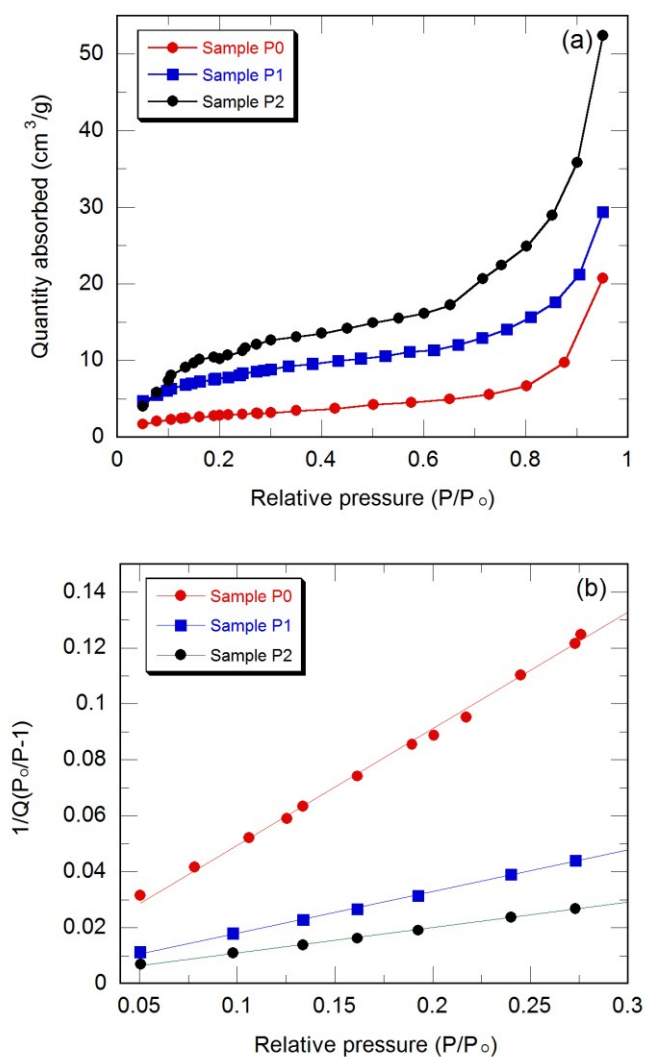 (a)
Sample P0
Sample P1
Sample P2
Quantity absorbed (cm³/g)
50
40
30
20
10
0
0 0.2 0.4 0.6 0.8 1
Relative pressure (P/P₀)
(b)
Sample P0
Sample P1
Sample P2
1/Q(P₀/P-1)
0.14
0.12
0.1
0.08
0.06
0.04
0.02
0
0.05 0.1 0.15 0.2 0.25 0.3
Relative pressure (P/P₀)